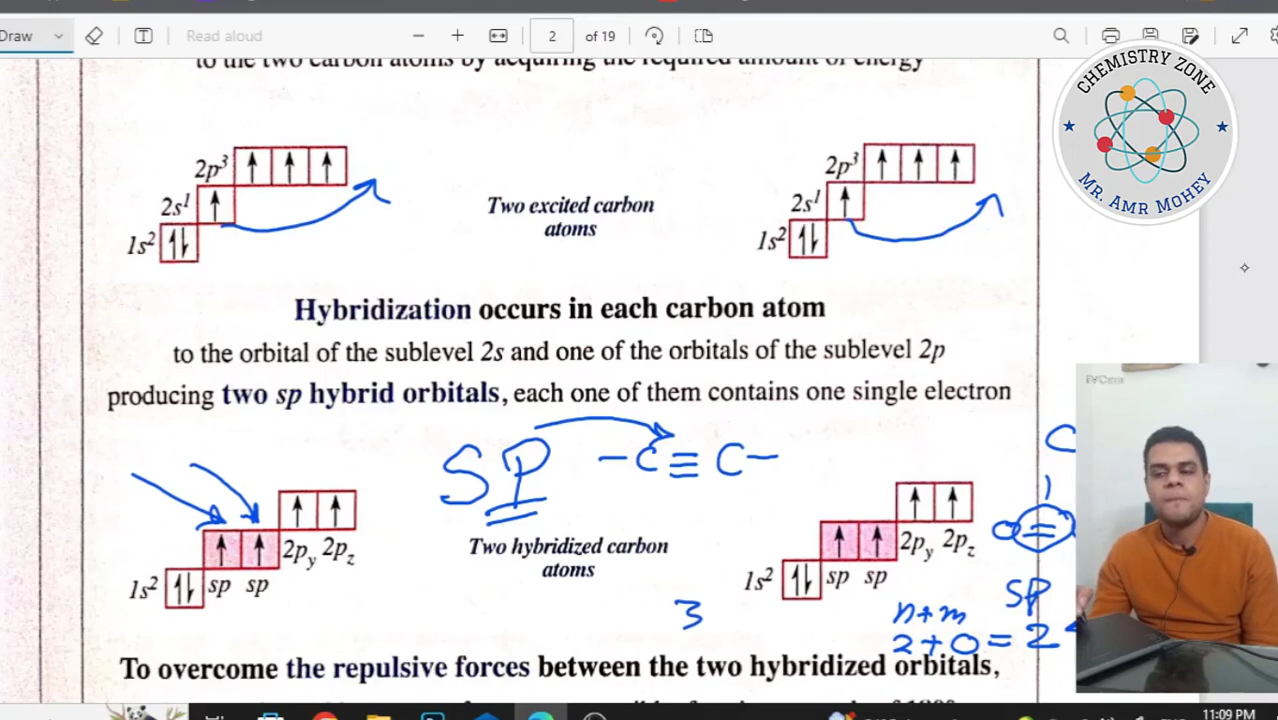 Draw
Read aloud
2 of 19
to the two carbon atoms by acquiring the required amount of energy
CHEMISTRY ZONE
MR. AMR MOHEY
2p³
2s¹
1s²
Two excited carbon
atoms
2p³
2s¹
1s²
Hybridization occurs in each carbon atom
to the orbital of the sublevel 2s and one of the orbitals of the sublevel 2p
producing two sp hybrid orbitals, each one of them contains one single electron
SP
-C≡C-
C
2py 2pz
1s² sp sp
Two hybridized carbon
atoms
2py 2pz
1s² sp sp
SP
3
n+m
2+0=2
To overcome the repulsive forces between the two hybridized orbitals,
11:09 PM